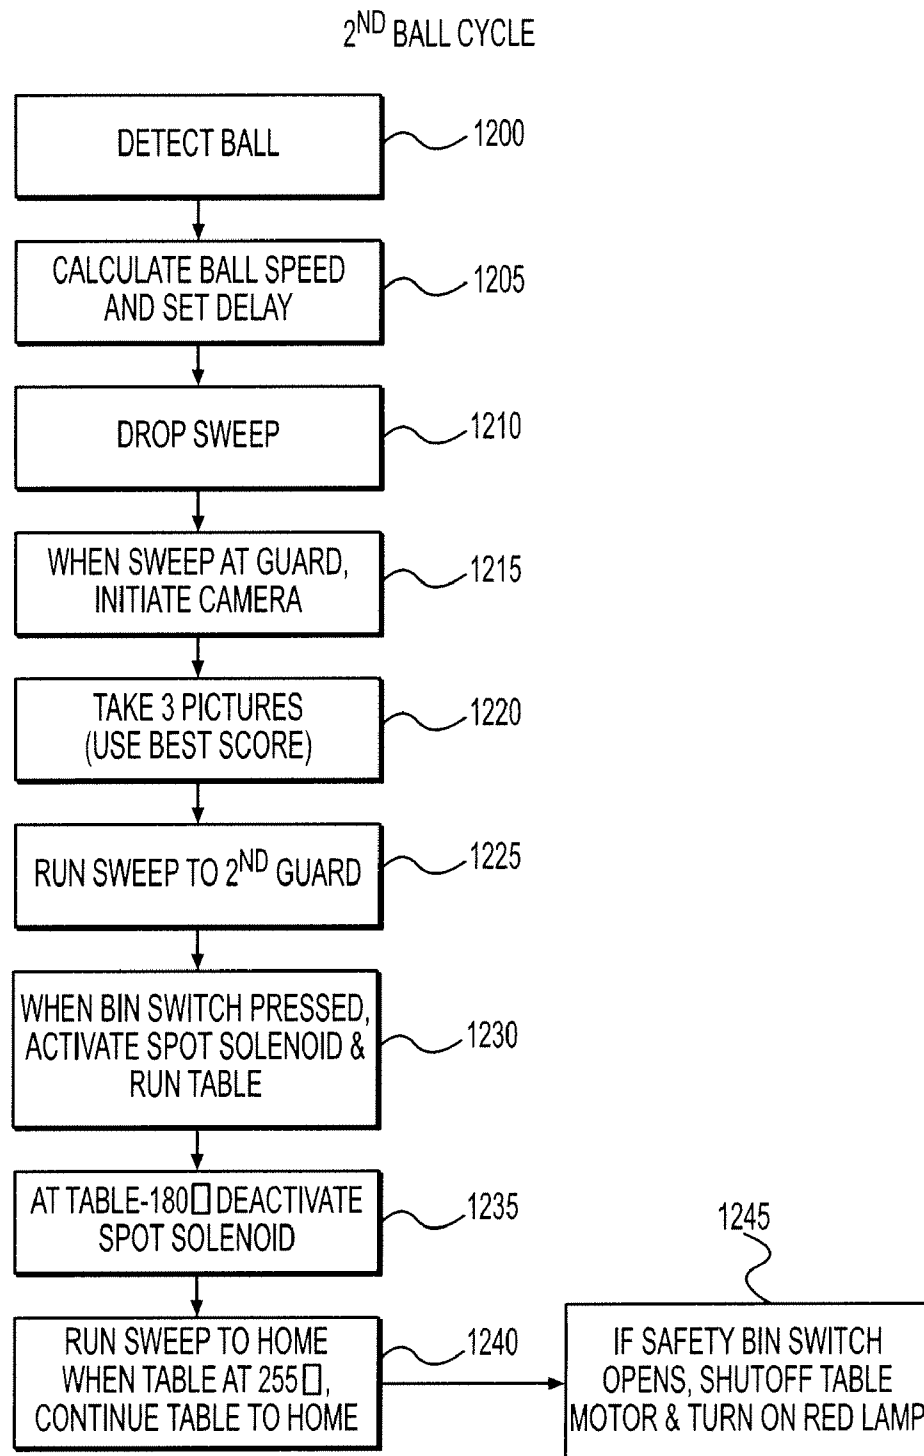 2ND BALL CYCLE
DETECT BALL
1200
CALCULATE BALL SPEED
AND SET DELAY
1205
DROP SWEEP
1210
WHEN SWEEP AT GUARD,
INITIATE CAMERA
1215
TAKE 3 PICTURES
(USE BEST SCORE)
1220
RUN SWEEP TO 2ND GUARD
1225
WHEN BIN SWITCH PRESSED,
ACTIVATE SPOT SOLENOID &
RUN TABLE
1230
AT TABLE-180▯ DEACTIVATE
SPOT SOLENOID
1235
RUN SWEEP TO HOME
WHEN TABLE AT 255▯,
CONTINUE TABLE TO HOME
1240
1245
IF SAFETY BIN SWITCH
OPENS, SHUTOFF TABLE
MOTOR & TURN ON RED LAMP